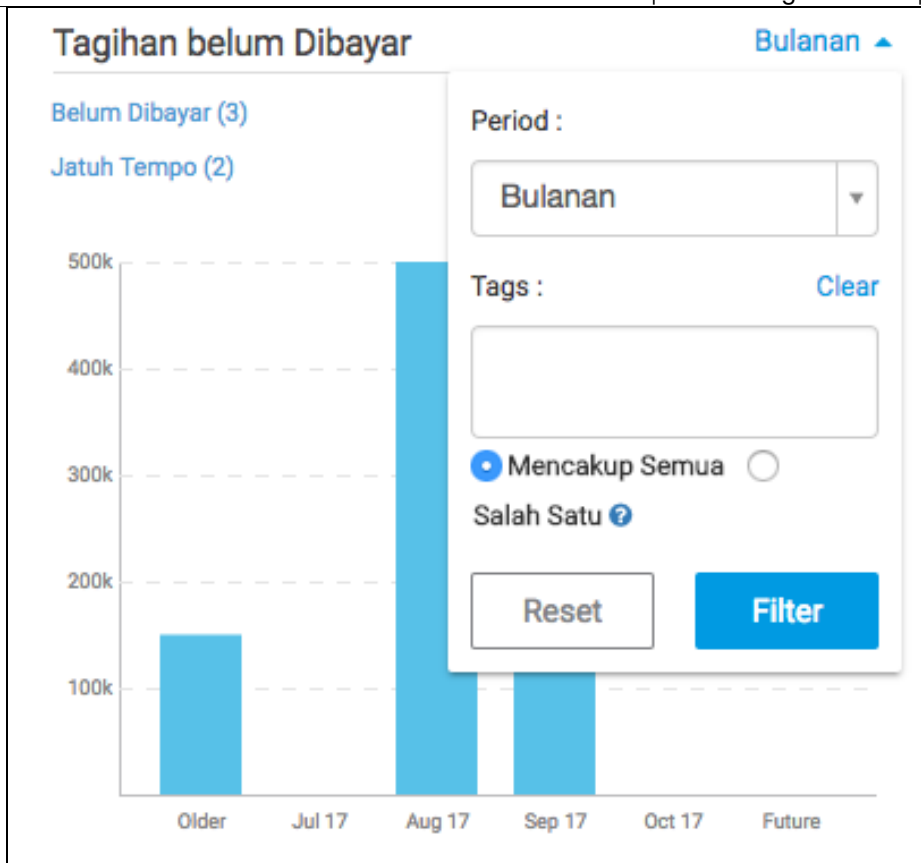 Tagihan belum Dibayar
Bulanan
Belum Dibayar (3)
Jatuh Tempo (2)
Period :
Bulanan
Tags :
Clear
Mencakup Semua
Salah Satu
Reset
Filter
500k
400k
300k
200k
100k
Older Jul 17 Aug 17 Sep 17 Oct 17 Future